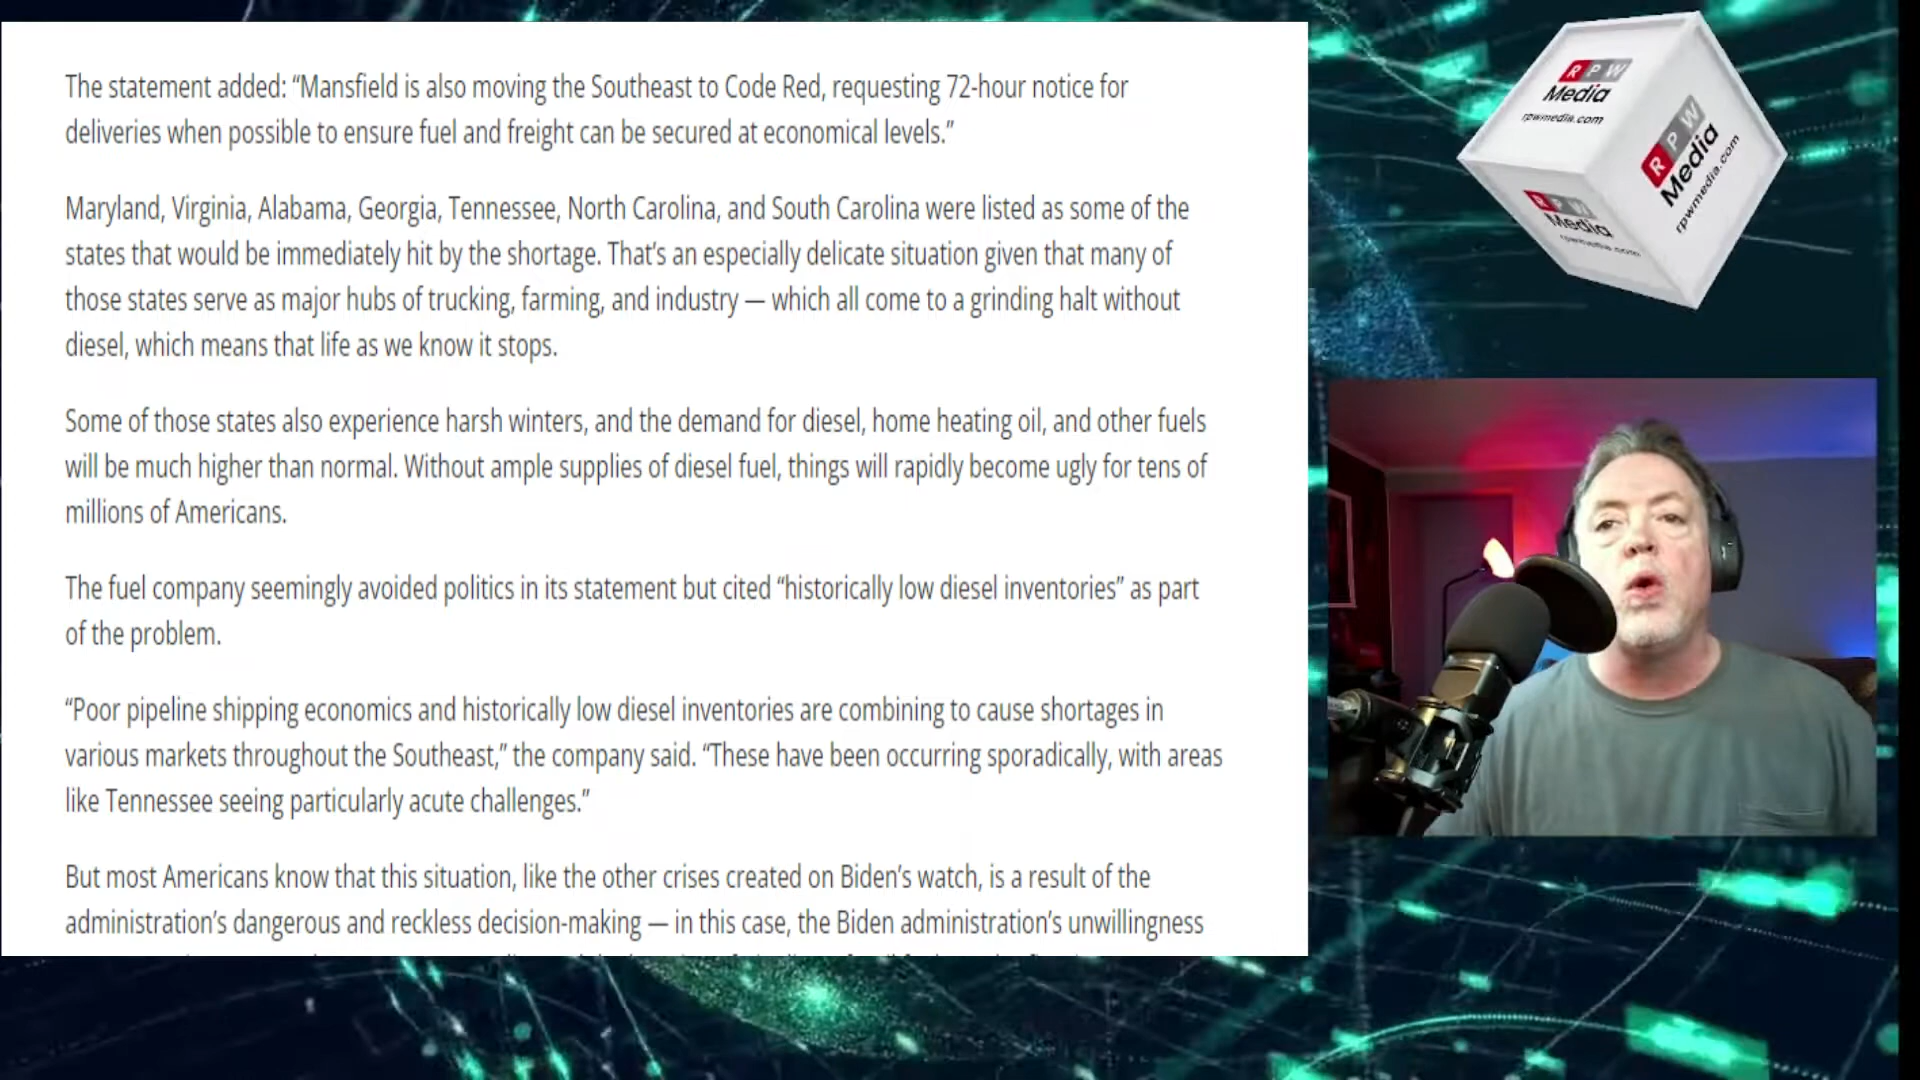 The statement added: “Mansfield is also moving the Southeast to Code Red, requesting 72-hour notice for
deliveries when possible to ensure fuel and freight can be secured at economical levels.”
Maryland, Virginia, Alabama, Georgia, Tennessee, North Carolina, and South Carolina were listed as some of the
states that would be immediately hit by the shortage. That’s an especially delicate situation given that many of
those states serve as major hubs of trucking, farming, and industry — which all come to a grinding halt without
diesel, which means that life as we know it stops.
Some of those states also experience harsh winters, and the demand for diesel, home heating oil, and other fuels
will be much higher than normal. Without ample supplies of diesel fuel, things will rapidly become ugly for tens of
millions of Americans.
The fuel company seemingly avoided politics in its statement but cited “historically low diesel inventories” as part
of the problem.
“Poor pipeline shipping economics and historically low diesel inventories are combining to cause shortages in
various markets throughout the Southeast,” the company said. “These have been occurring sporadically, with areas
like Tennessee seeing particularly acute challenges.”
But most Americans know that this situation, like the other crises created on Biden’s watch, is a result of the
administration’s dangerous and reckless decision-making — in this case, the Biden administration’s unwillingness
RPW
Media
rpwmedia.com
RPW
Media
rpwmedia.com
RPW
Media
rpwmedia.com